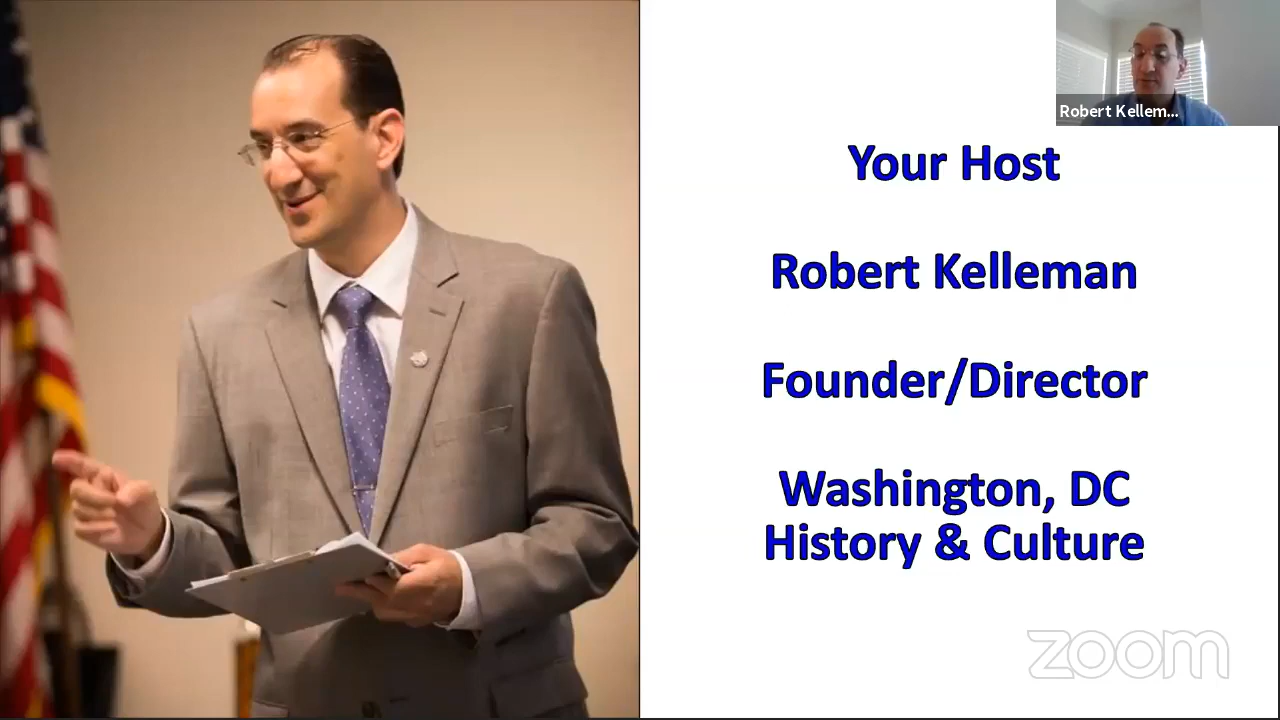 Robert Kellem...
Your Host
Robert Kelleman
Founder/Director
Washington, DC
History & Culture
zoom